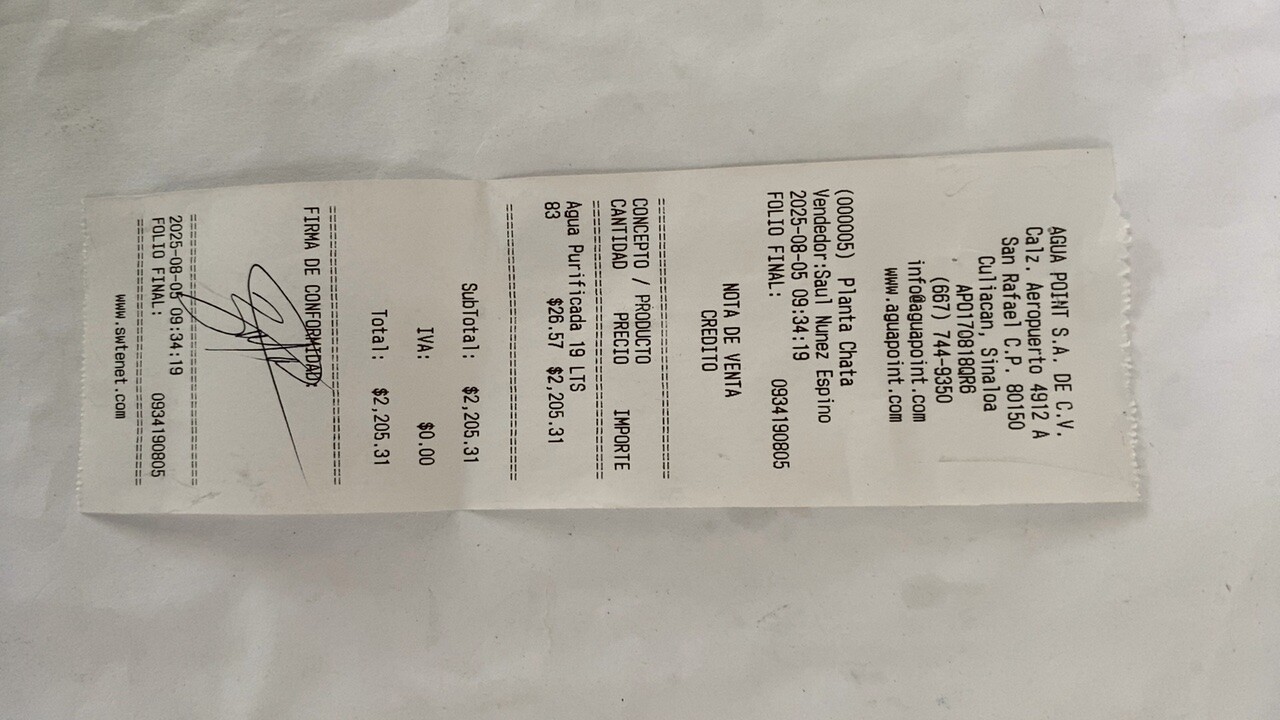 AGUA POINT S.A. DE C.V.
Calz. Aeropuerto 4912 A
San Rafael C.P. 80150
Culiacan, Sinaloa
APO170818QR6
(667) 744-9350
info@aguapoint.com
www.aguapoint.com
(000005) Planta Chata
Vendedor:Saul Nunez Espino
2025-08-05 09:34:19
FOLIO FINAL: 0934190805
NOTA DE VENTA
CREDITO
==============================
CONCEPTO / PRODUCTO
CANTIDAD PRECIO IMPORTE
==============================
Agua Purificada 19 LTS
83 $26.57 $2,205.31
==============================
SubTotal: $2,205.31
IVA: $0.00
Total: $2,205.31
==============================
FIRMA DE CONFORMIDAD:
==============================
2025-08-05 09:34:19
FOLIO FINAL: 0934190805
==============================
www.swtenet.com